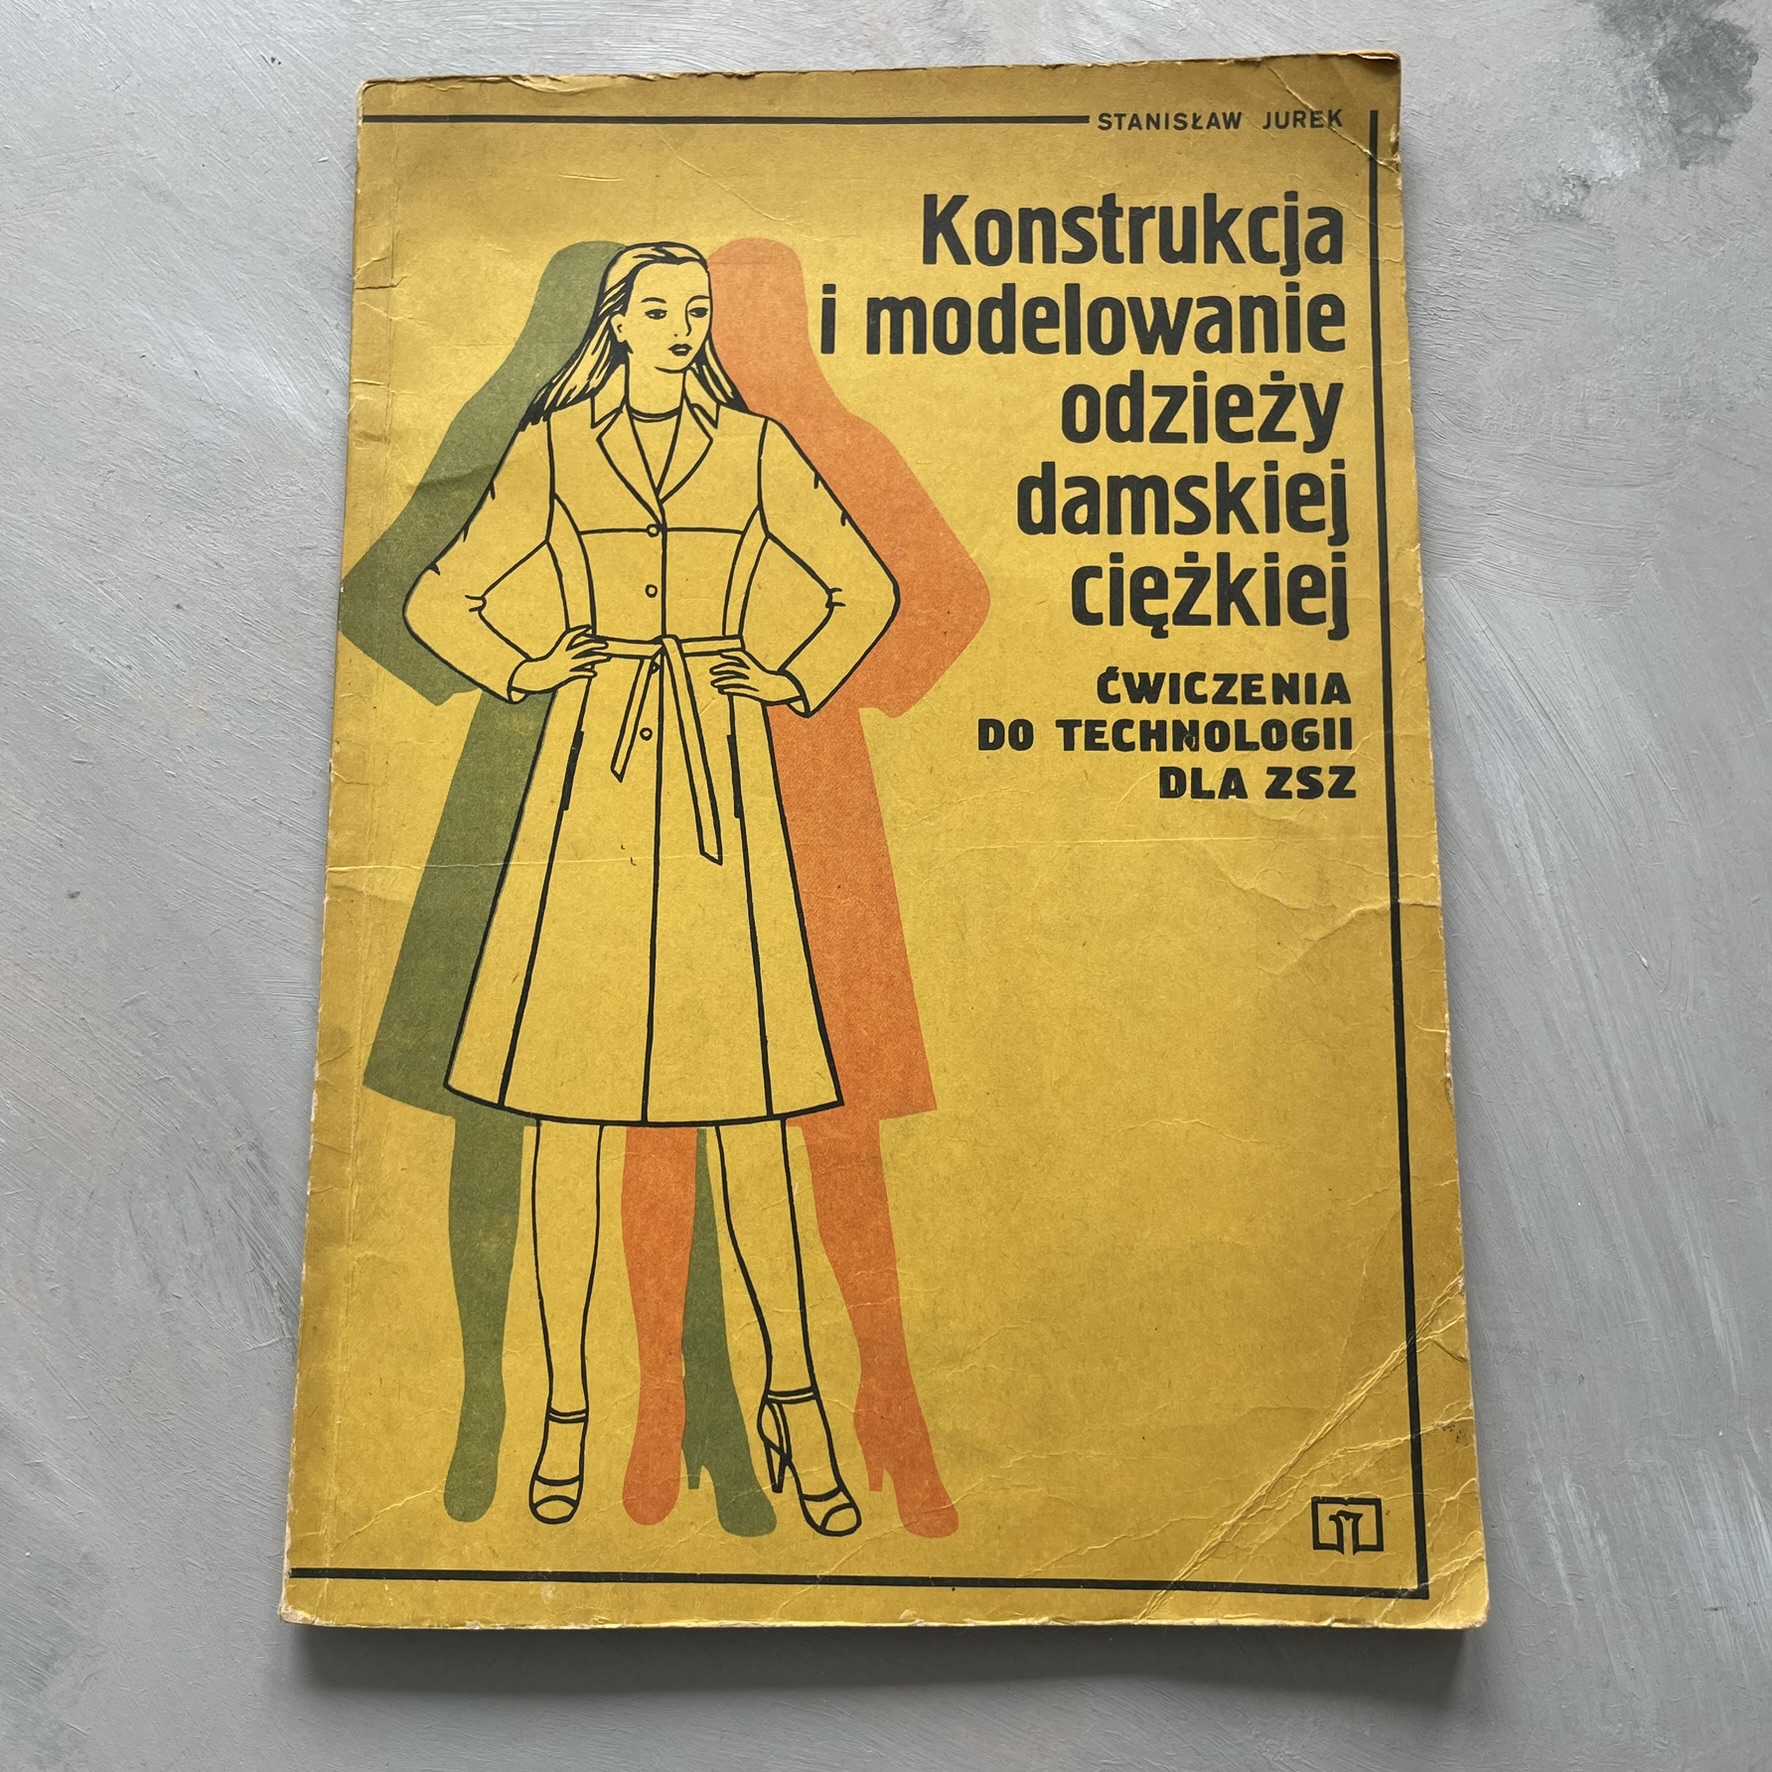 STANISŁAW JUREK
Konstrukcja
i modelowanie
odzieży
damskiej
ciężkiej
ĆWICZENIA
DO TECHNOLOGII
DLA ZSZ